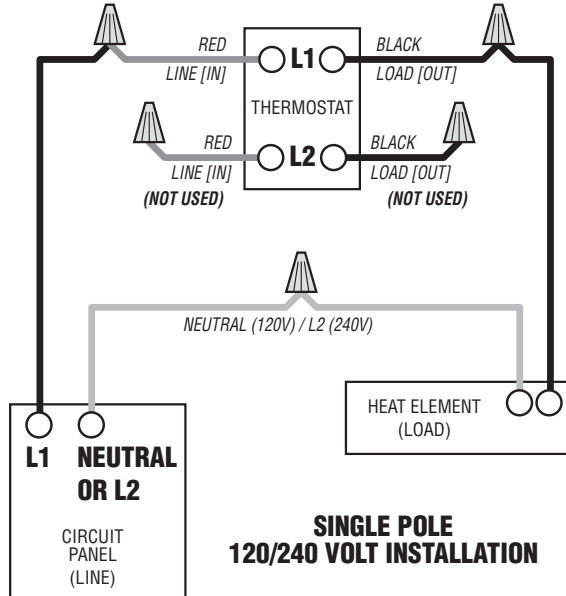 RED
L1
BLACK
LINE [IN]
LOAD [OUT]
THERMOSTAT
RED
L2
BLACK
LINE [IN]
LOAD [OUT]
(NOT USED)
(NOT USED)
NEUTRAL (120V) / L2 (240V)
HEAT ELEMENT
(LOAD)
L1
NEUTRAL
OR L2
CIRCUIT
PANEL
(LINE)
SINGLE POLE
120/240 VOLT INSTALLATION